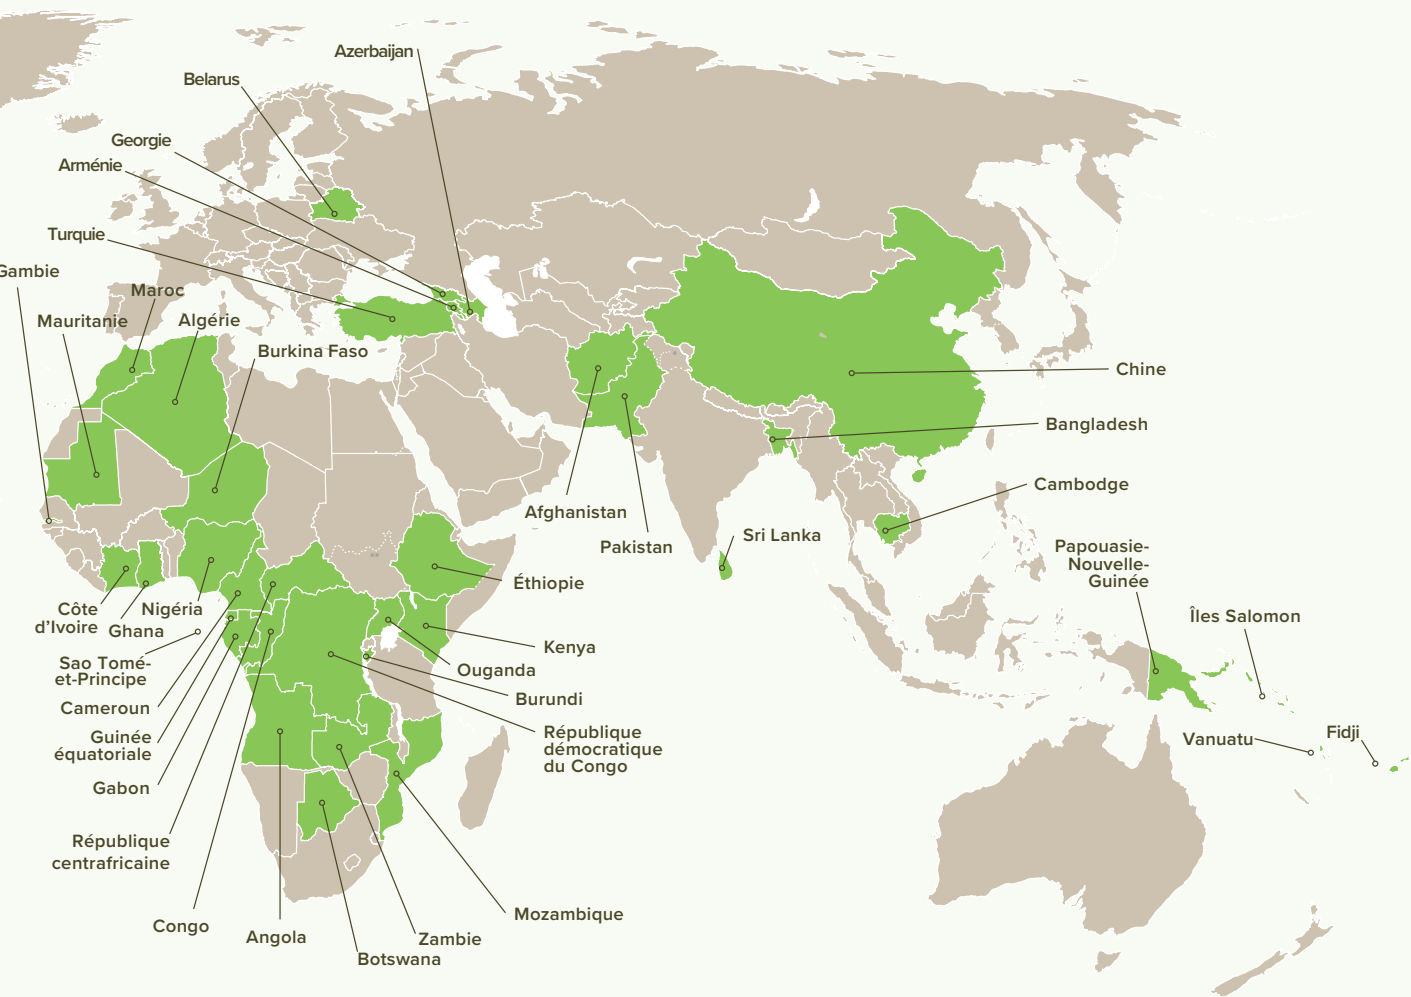 Azerbaijan
Belarus
Georgie
Arménie
Turquie
Gambie
Maroc
Mauritanie
Algérie
Burkina Faso
Chine
Bangladesh
Cambodge
Afghanistan
Pakistan
Sri Lanka
Papouasie-
Nouvelle-
Guinée
Éthiopie
Îles Salomon
Côte
d'Ivoire
Nigéria
Ghana
Kenya
Sao Tomé-
et-Principe
Ouganda
Burundi
Cameroun
Guinée
équatoriale
République
démocratique
du Congo
Vanuatu
Fidji
Gabon
République
centrafricaine
Congo
Angola
Mozambique
Zambie
Botswana